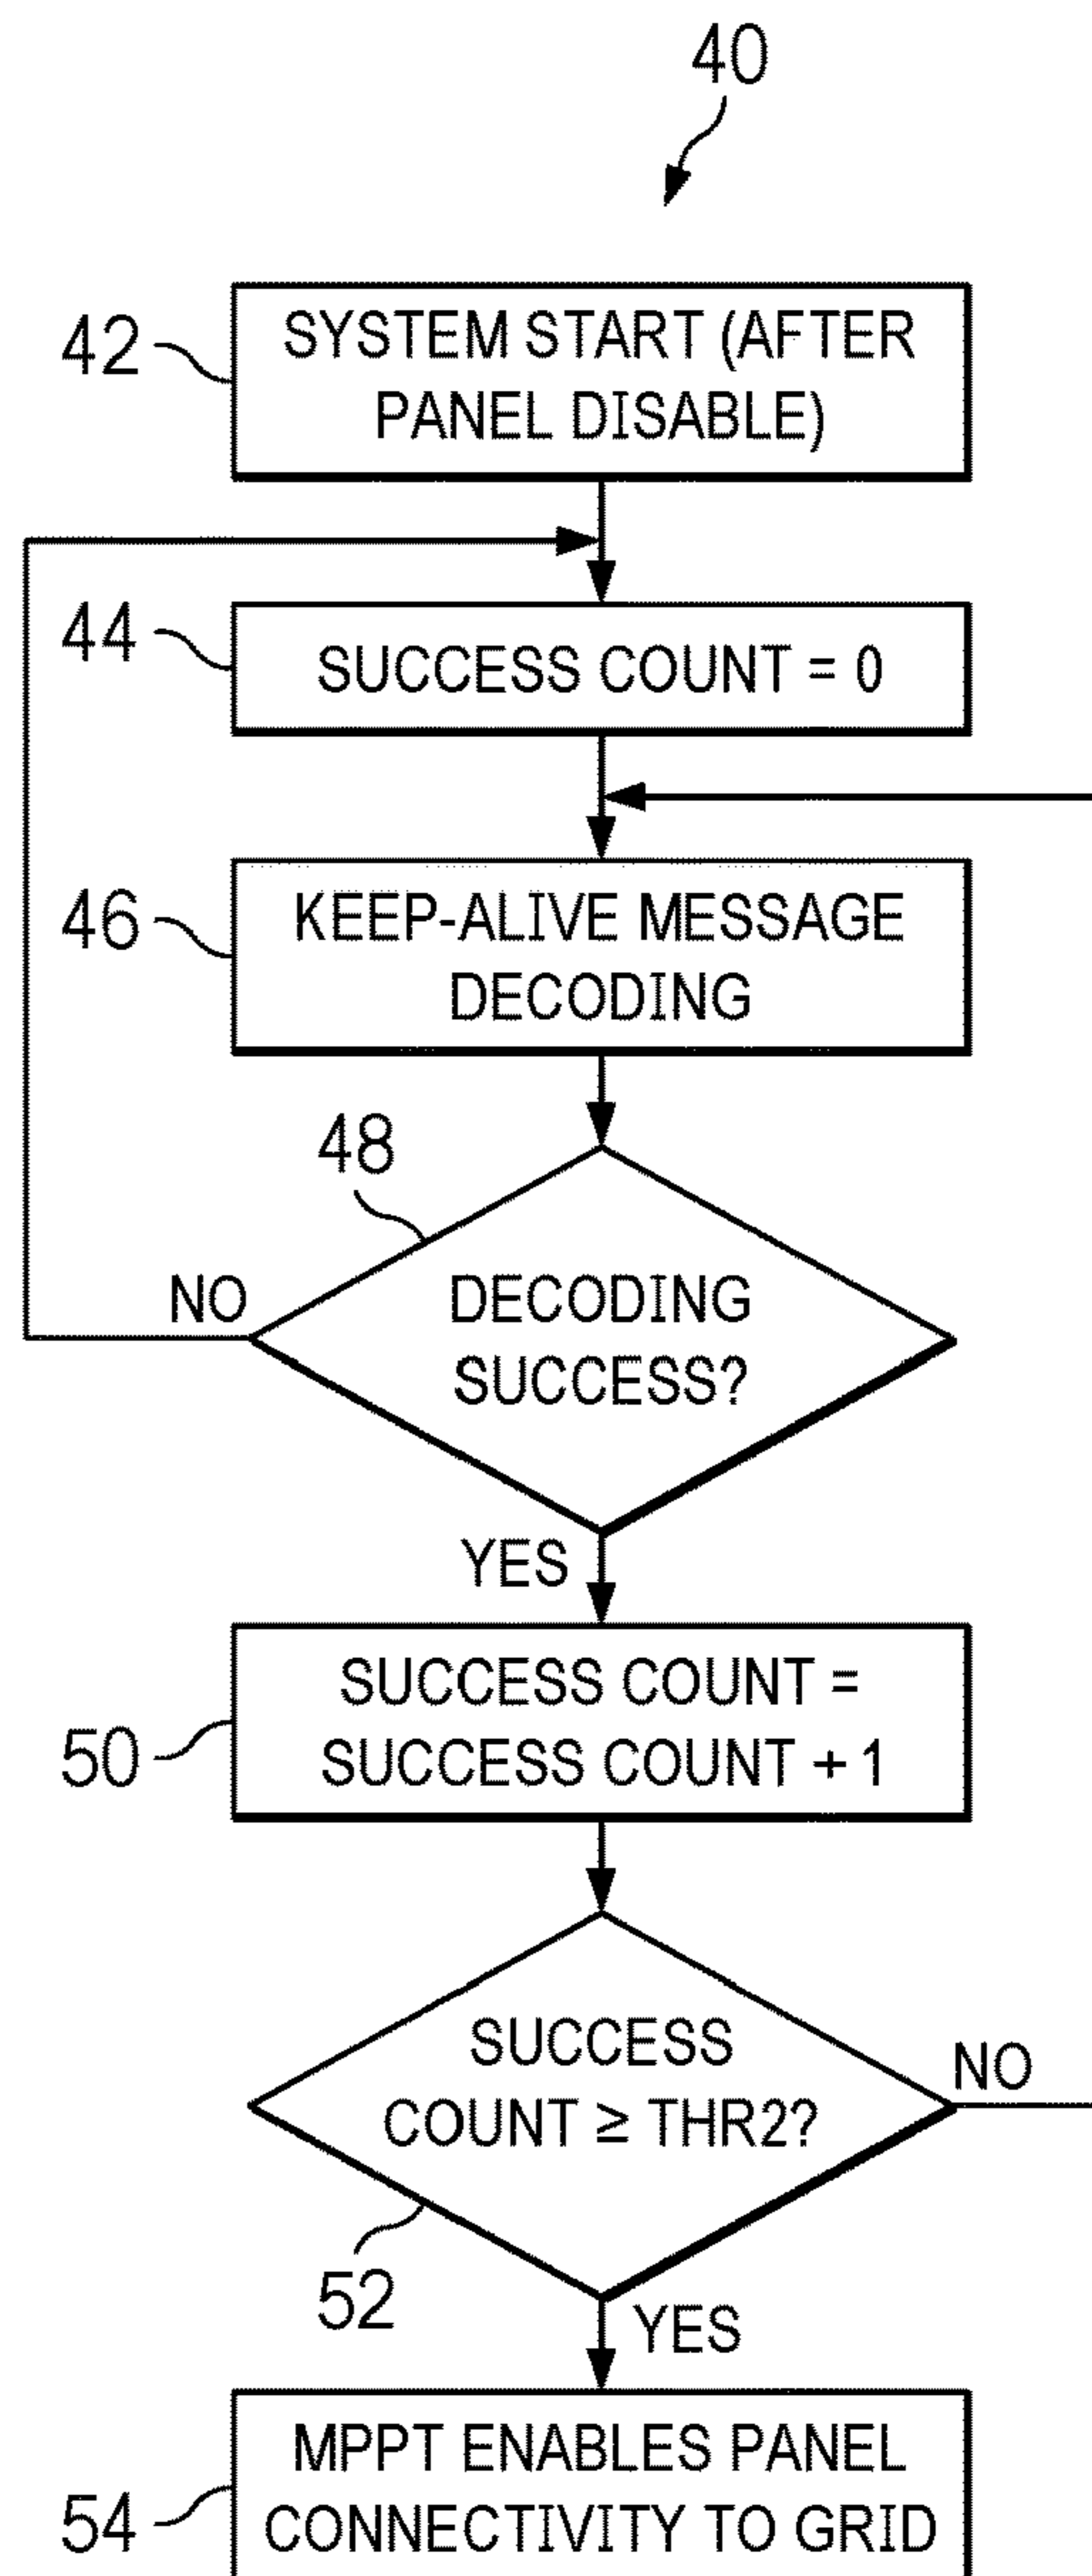 40
42
SYSTEM START (AFTER
PANEL DISABLE)
44
SUCCESS COUNT = 0
46
KEEP-ALIVE MESSAGE
DECODING
48
NO
DECODING
SUCCESS?
YES
50
SUCCESS COUNT =
SUCCESS COUNT + 1
SUCCESS
COUNT ≥ THR2?
NO
52
YES
54
MPPT ENABLES PANEL
CONNECTIVITY TO GRID